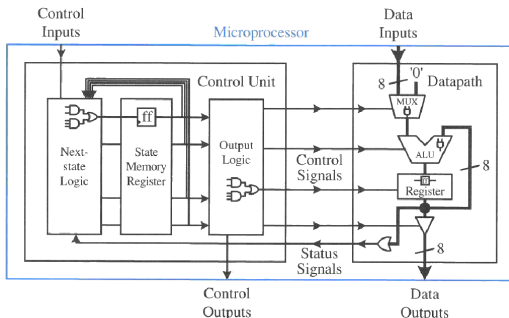 Control
Inputs
Microprocessor
Data
Inputs
Control Unit
8
'0'
Datapath
MUX
ff
Next-
state
Logic
State
Memory
Register
Output
Logic
ALU
Control
Signals
8
ff
Register
Status
Signals
8
Control
Outputs
Data
Outputs